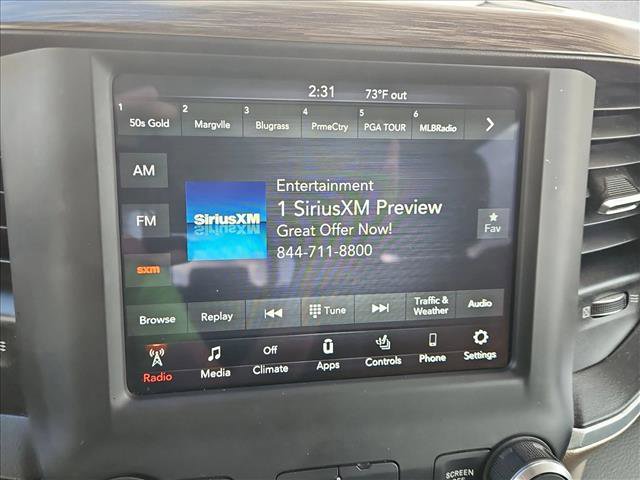 2:31 73°F out
1 2 3 4 5 6
50s Gold Margvlle Blugrass PrmeCtry PGA TOUR MLBRadio
AM
FM
sxm
SiriusXM
Entertainment
1 SiriusXM Preview
Great Offer Now!
844-711-8800
Fav
Browse Replay Tune Traffic & Weather Audio
Off
Radio Media Climate Apps Controls Phone Settings
SCREEN
OFF